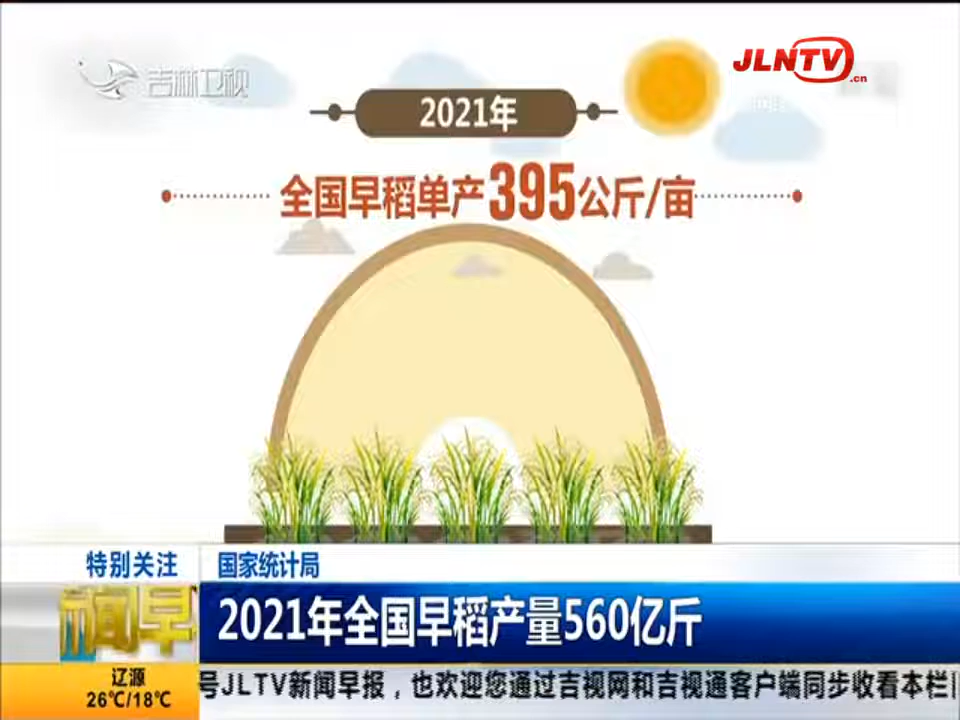 吉林卫视
JLNTV
.cn
2021年
全国早稻单产395公斤/亩
特别关注
国家统计局
2021年全国早稻产量560亿斤
闻早
辽源
26℃/18℃
号JLTV新闻早报，也欢迎您通过吉视网和吉视通客户端同步收看本栏